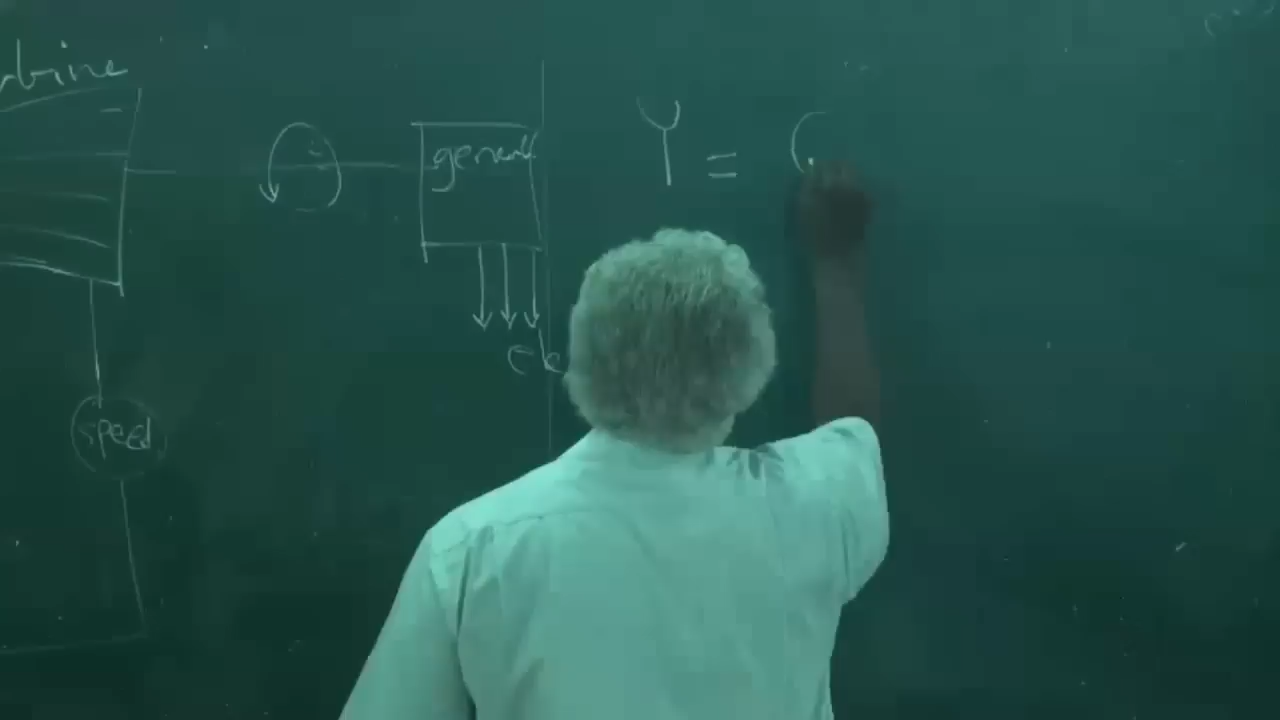 rbine
generat
Y = C
ele
speed